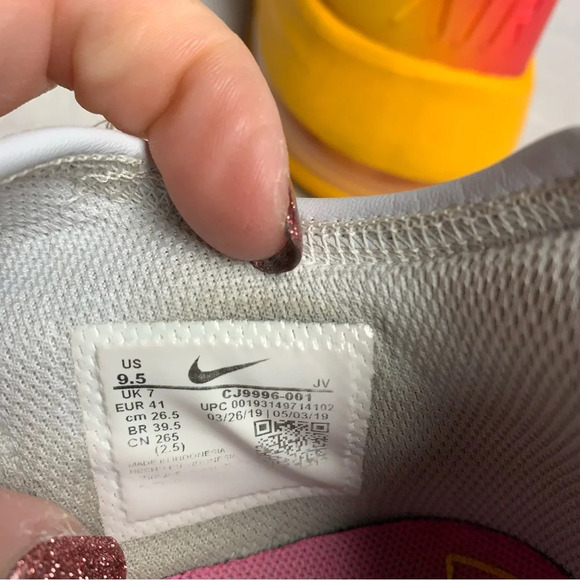 US
9.5 JV
UK 7 CJ9996-001
EUR 41 UPC 00193149714102
cm 26.5 03/26/19 | 05/03/19
BR 39.5
CN 265
(2.5)
MADE IN INDONESIA